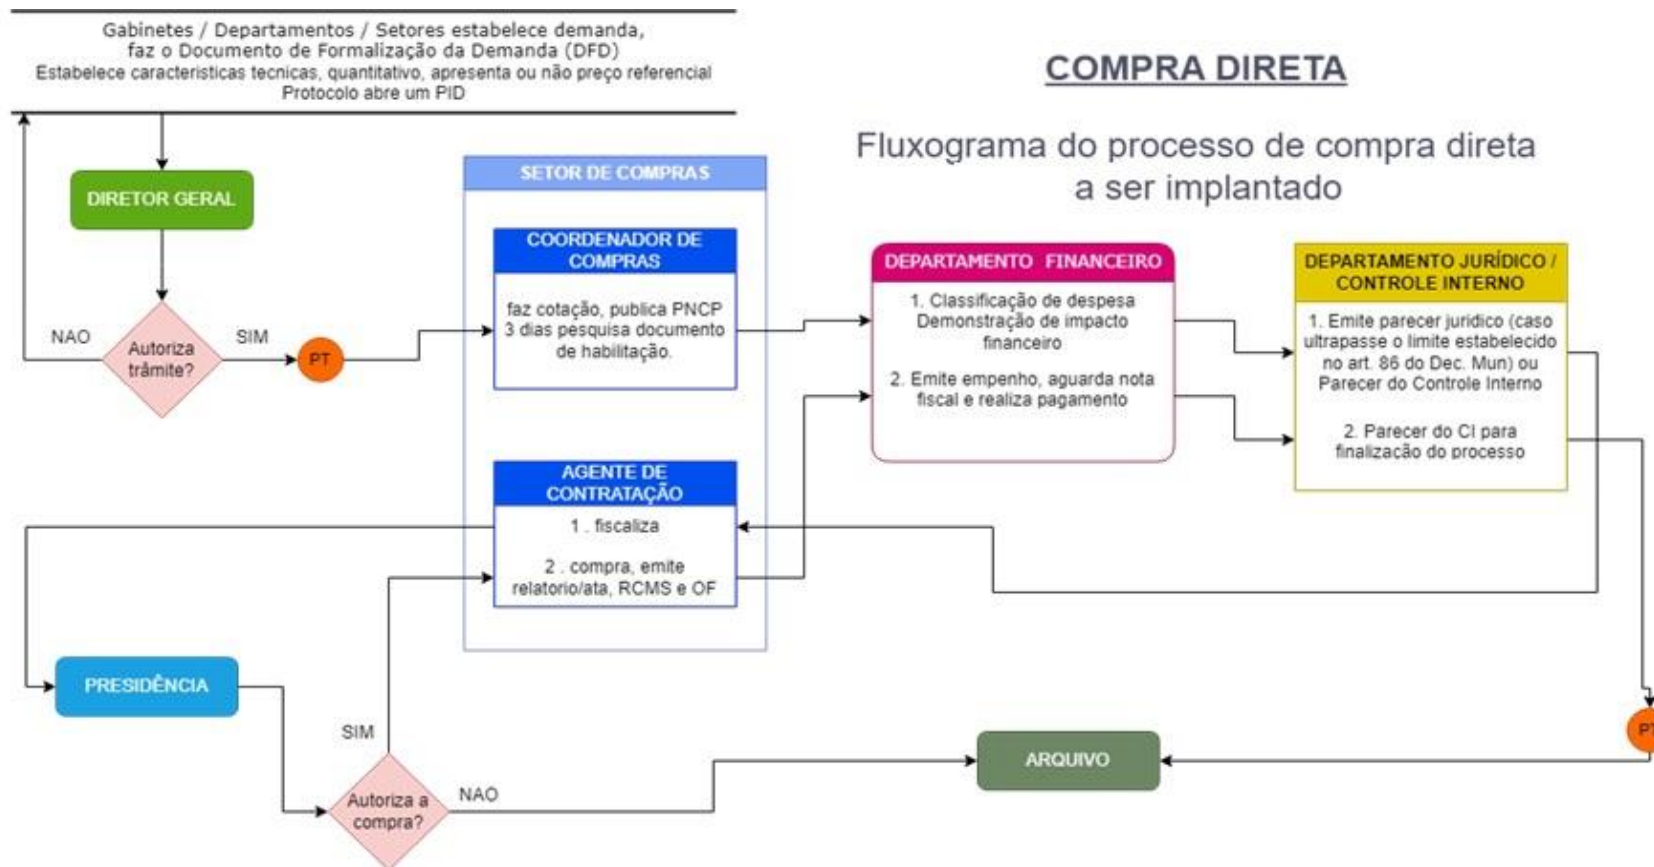 Gabinetes / Departamentos / Setores estabelece demanda,
faz o Documento de Formalização da Demanda (DFD)
Estabelece caracteristicas tecnicas, quantitativo, apresenta ou não preço referencial
Protocolo abre um PID
COMPRA DIRETA
Fluxograma do processo de compra direta
a ser implantado
DIRETOR GERAL
NAO
Autoriza
trâmite?
SIM
PT
SETOR DE COMPRAS
COORDENADOR DE
COMPRAS
faz cotação, publica PNCP
3 dias pesquisa documento
de habilitação.
AGENTE DE
CONTRATAÇÃO
1 . fiscaliza
2 . compra, emite
relatorio/ata, RCMS e OF
DEPARTAMENTO FINANCEIRO
1. Classificação de despesa
Demonstração de impacto
financeiro
2. Emite empenho, aguarda nota
fiscal e realiza pagamento
DEPARTAMENTO JURÍDICO /
CONTROLE INTERNO
1. Emite parecer juridico (caso
ultrapasse o limite estabelecido
no art. 86 do Dec. Mun) ou
Parecer do Controle Interno
2. Parecer do CI para
finalização do processo
PRESIDÊNCIA
SIM
Autoriza a
compra?
NAO
ARQUIVO
PT